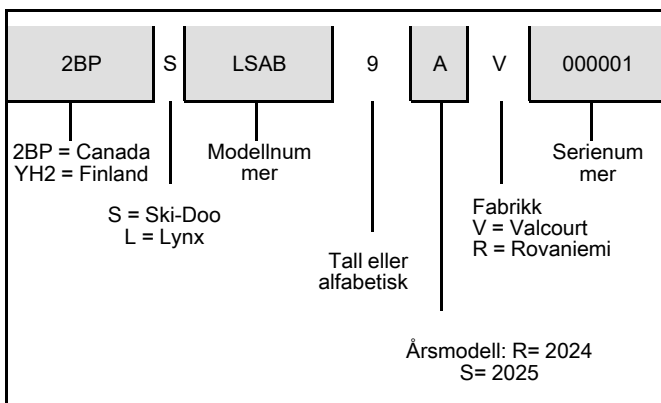 2BP S LSAB 9 A V 000001
2BP = Canada
YH2 = Finland
Modellnum
mer
Serienum
mer
S = Ski-Doo
L = Lynx
Fabrikk
V = Valcourt
R = Rovaniemi
Tall eller
alfabetisk
Årsmodell: R= 2024
S= 2025